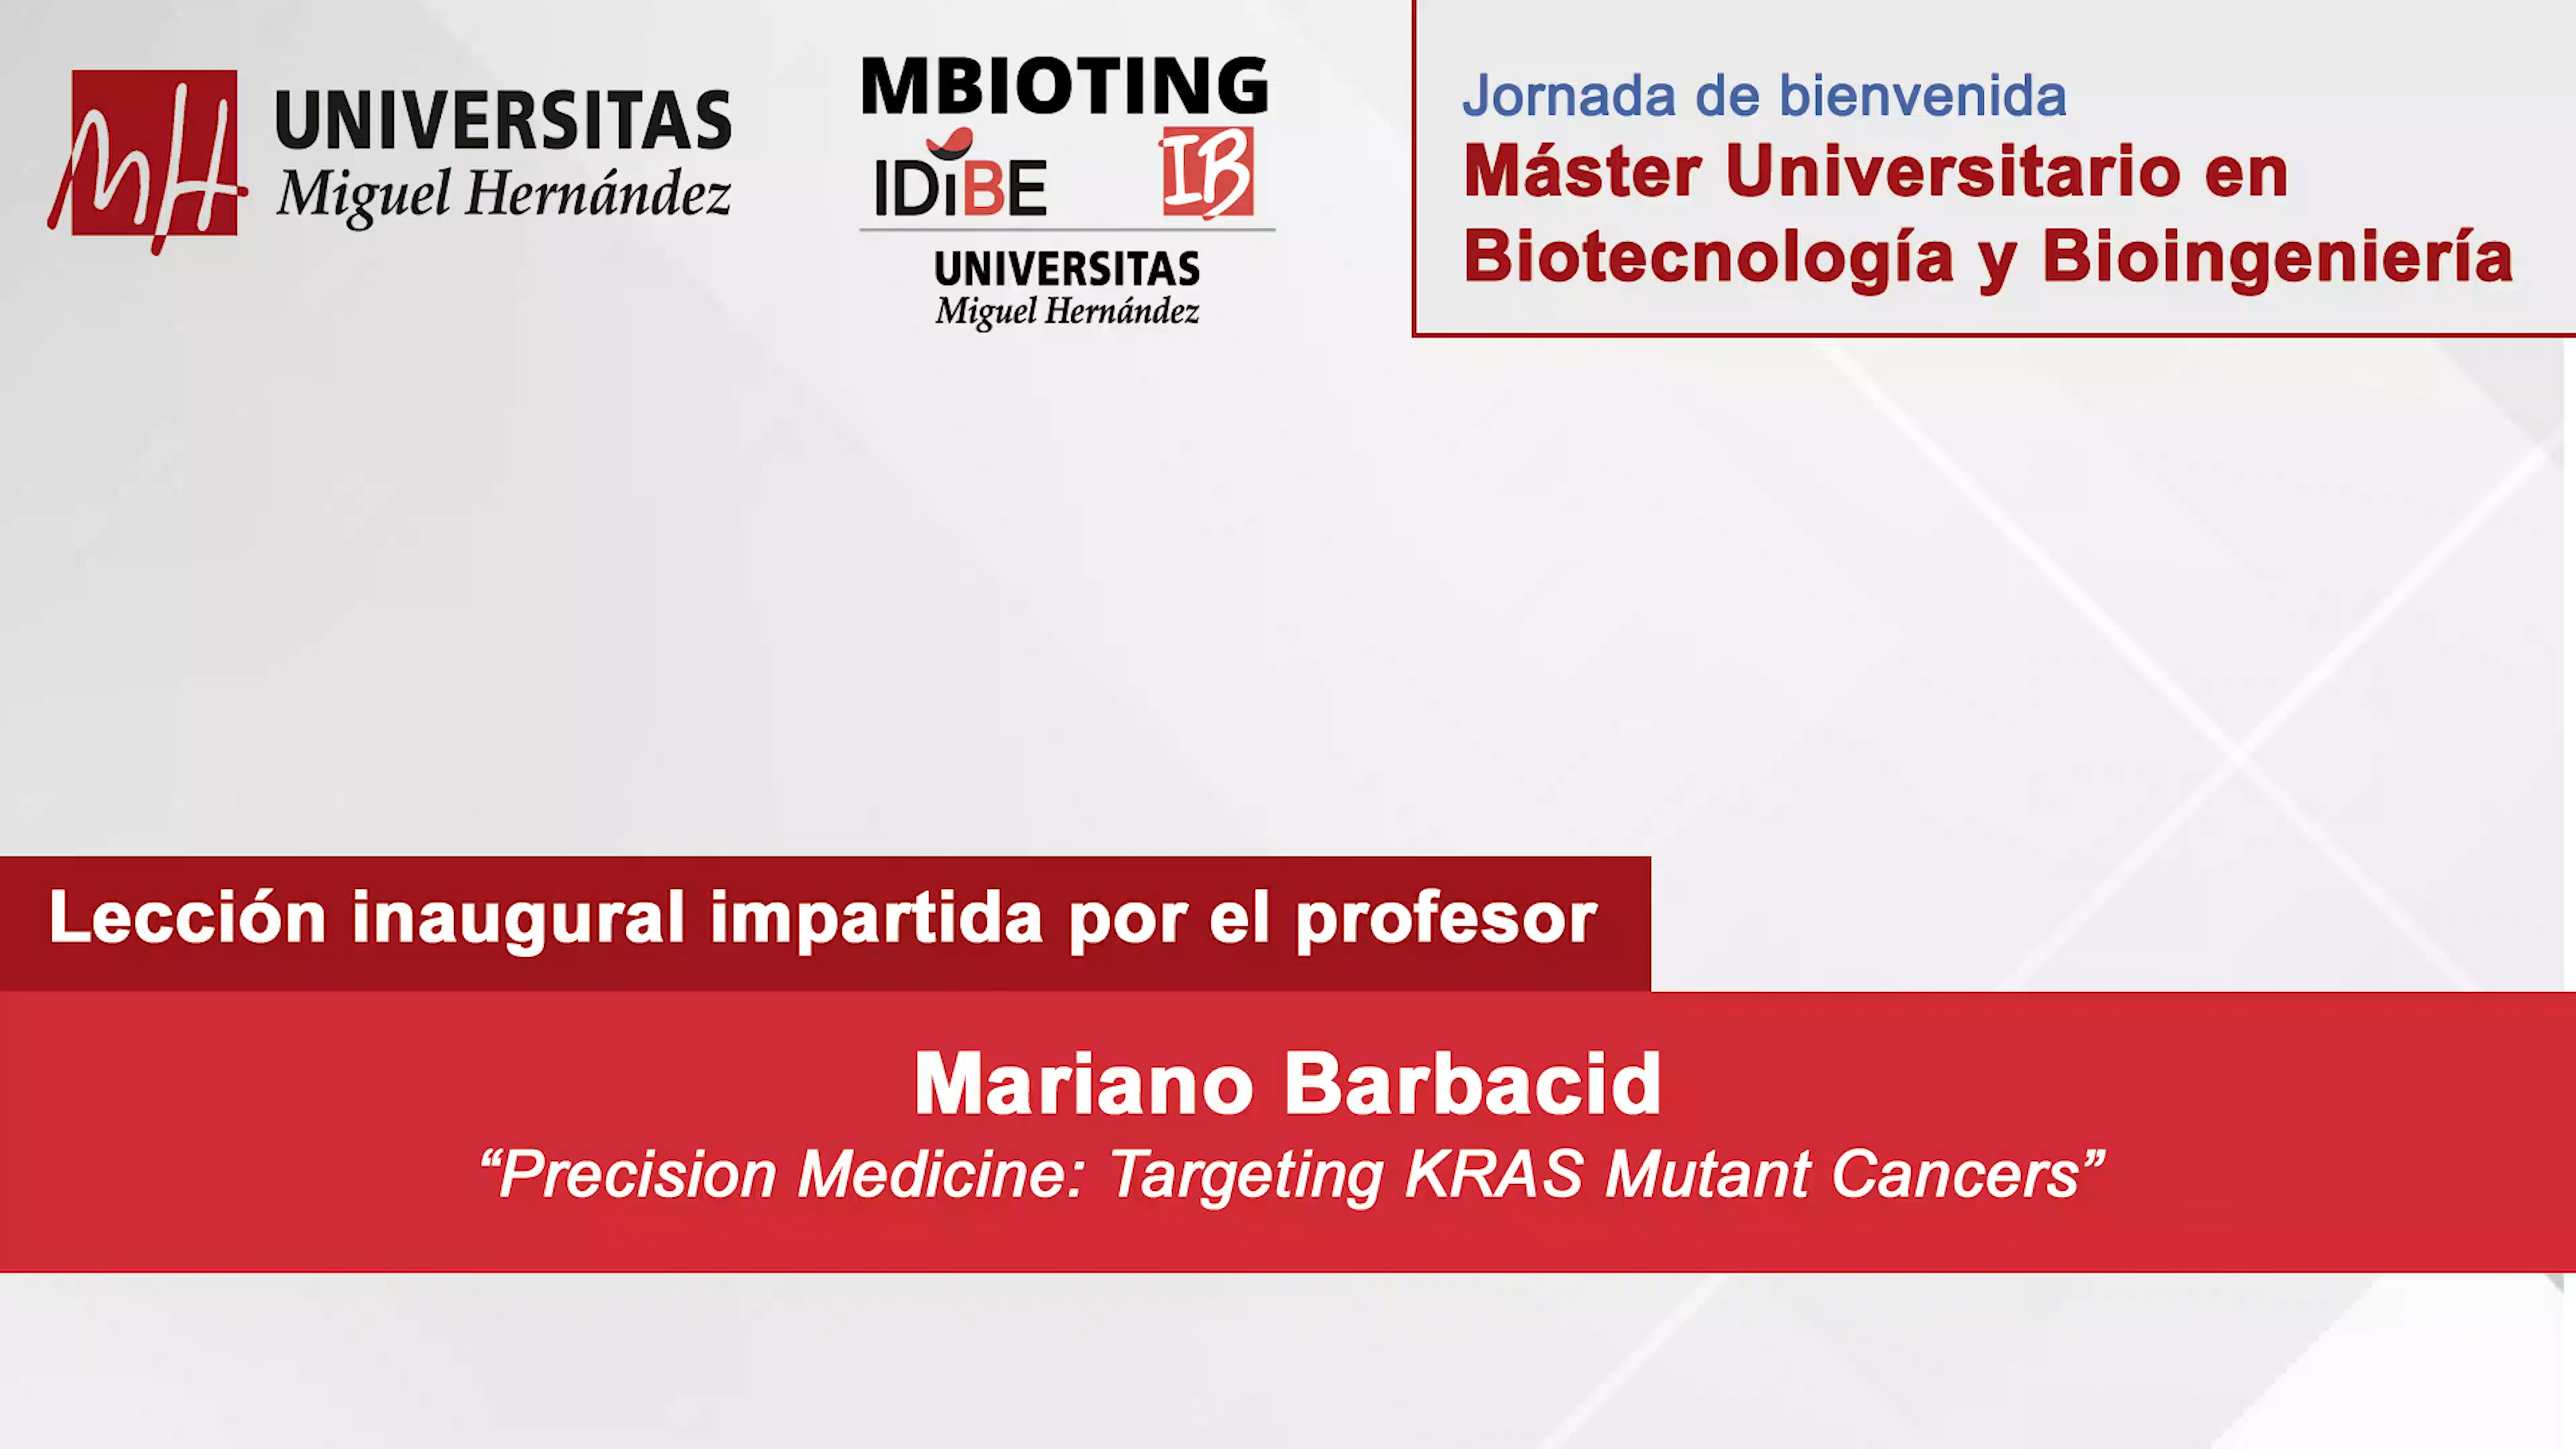 MH
UNIVERSITAS
Miguel Hernández
MBIOTING
IDiBE
IB
UNIVERSITAS
Miguel Hernández
Jornada de bienvenida
Máster Universitario en
Biotecnología y Bioingeniería
Lección inaugural impartida por el profesor
Mariano Barbacid
“Precision Medicine: Targeting KRAS Mutant Cancers”